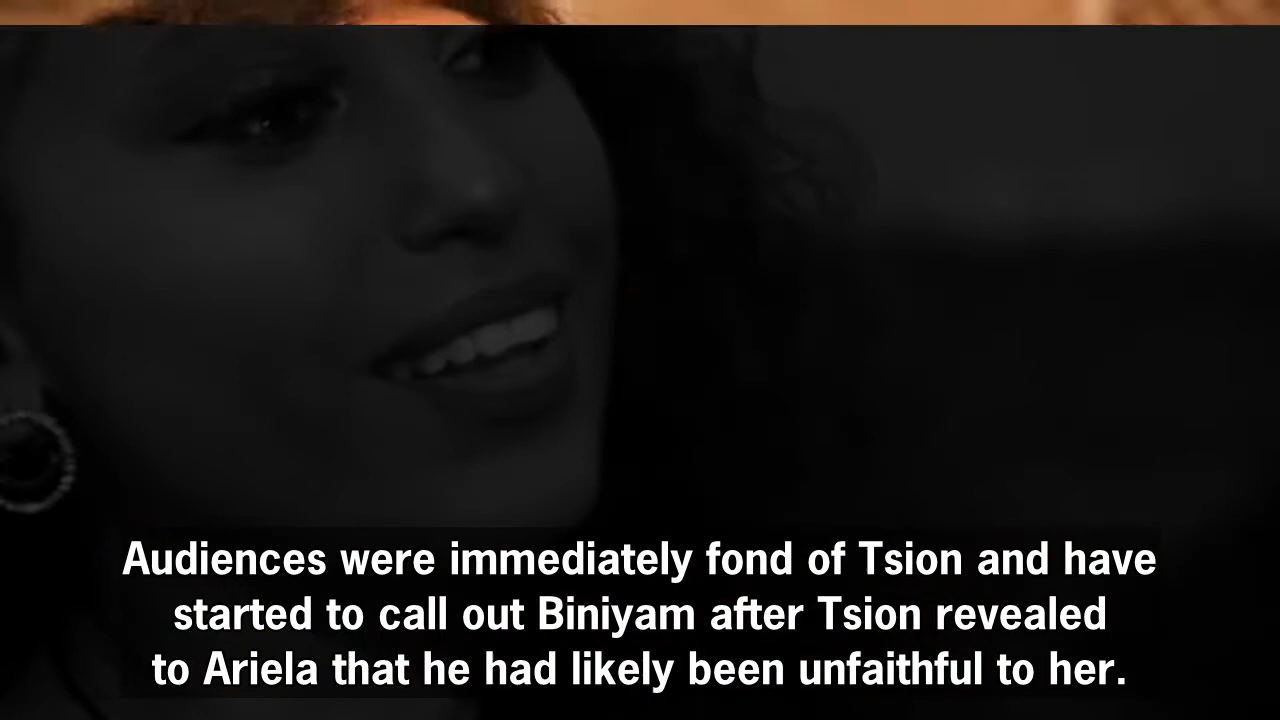 Audiences were immediately fond of Tsion and have
started to call out Biniyam after Tsion revealed
to Ariela that he had likely been unfaithful to her.